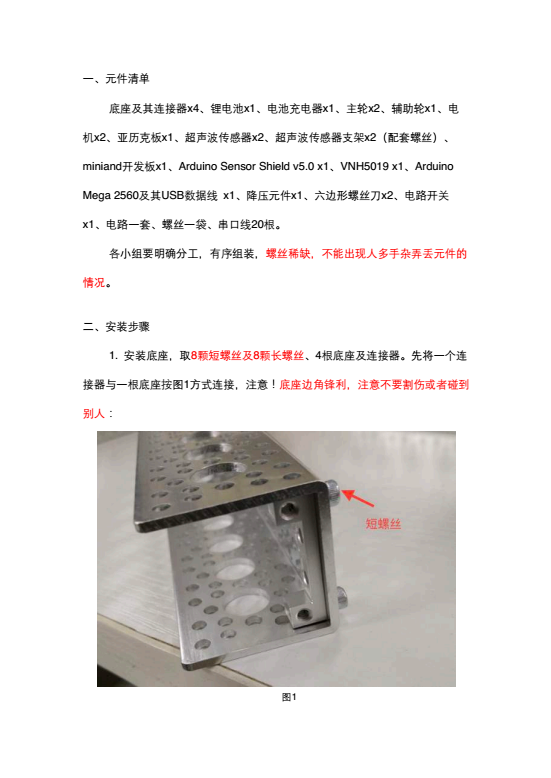 一、元件清单
底座及其连接器x4、锂电池x1、电池充电器x1、主轮x2、辅助轮x1、电
机x2、亚历克板x1、超声波传感器x2、超声波传感器支架x2（配套螺丝）、
miniand开发板x1、Arduino Sensor Shield v5.0 x1、VNH5019 x1、Arduino
Mega 2560及其USB数据线 x1、降压元件x1、六边形螺丝刀x2、电路开关
x1、电路一套、螺丝一袋、串口线20根。
各小组要明确分工，有序组装，螺丝稀缺，不能出现人多手杂弄丢元件的
情况。
二、安装步骤
1. 安装底座，取8颗短螺丝及8颗长螺丝、4根底座及连接器。先将一个连
接器与一根底座按图1方式连接，注意！底座边角锋利，注意不要割伤或者碰到
别人：
短螺丝
图1